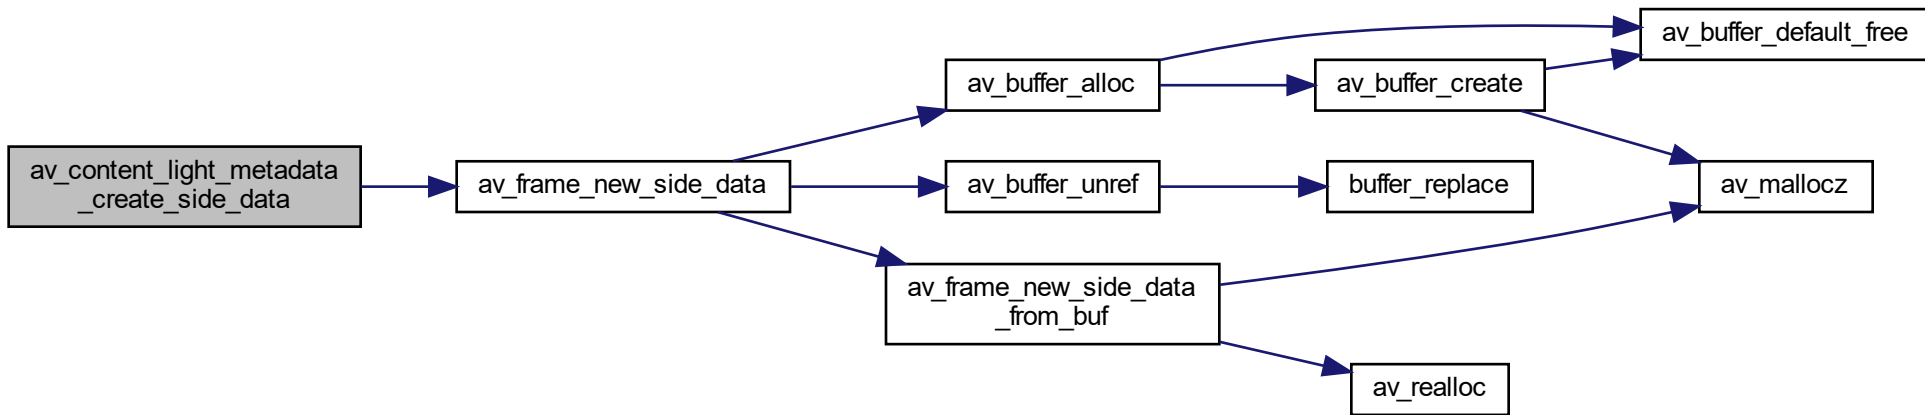 av_content_light_metadata
_create_side_data
av_frame_new_side_data
av_buffer_alloc
av_buffer_unref
av_frame_new_side_data
_from_buf
av_buffer_create
buffer_replace
av_realloc
av_buffer_default_free
av_mallocz